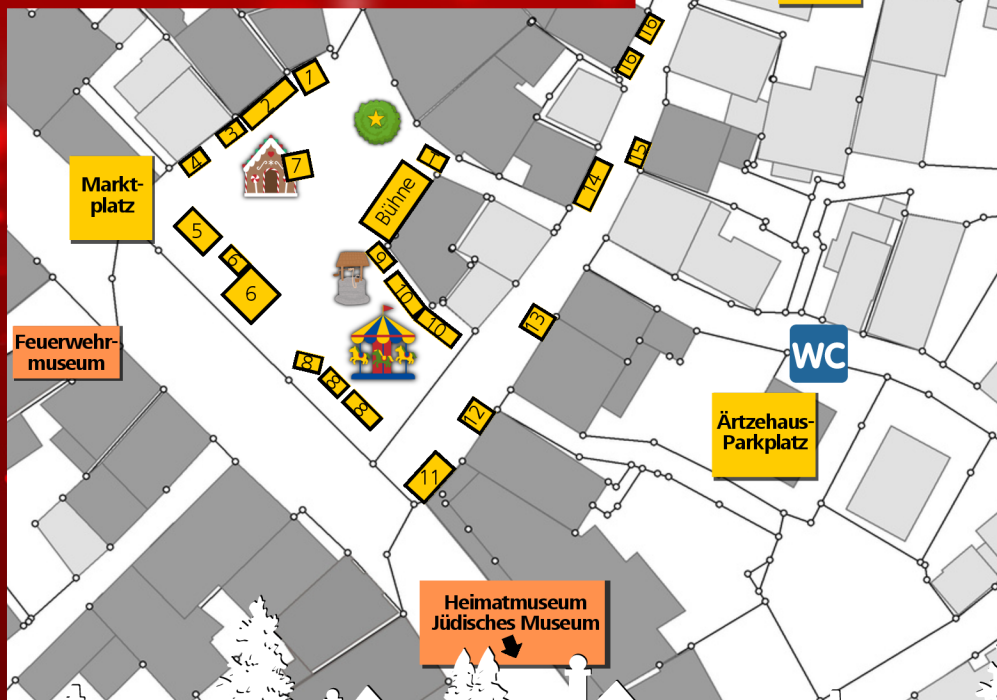 16
16
1
2
3
4
15
7
1
14
Bühne
Markt-
platz
5
6
6
9
10
10
13
Feuerwehr-
museum
WC
8
8
8
12
Ärtzehaus-
Parkplatz
11
Heimatmuseum
Jüdisches Museum